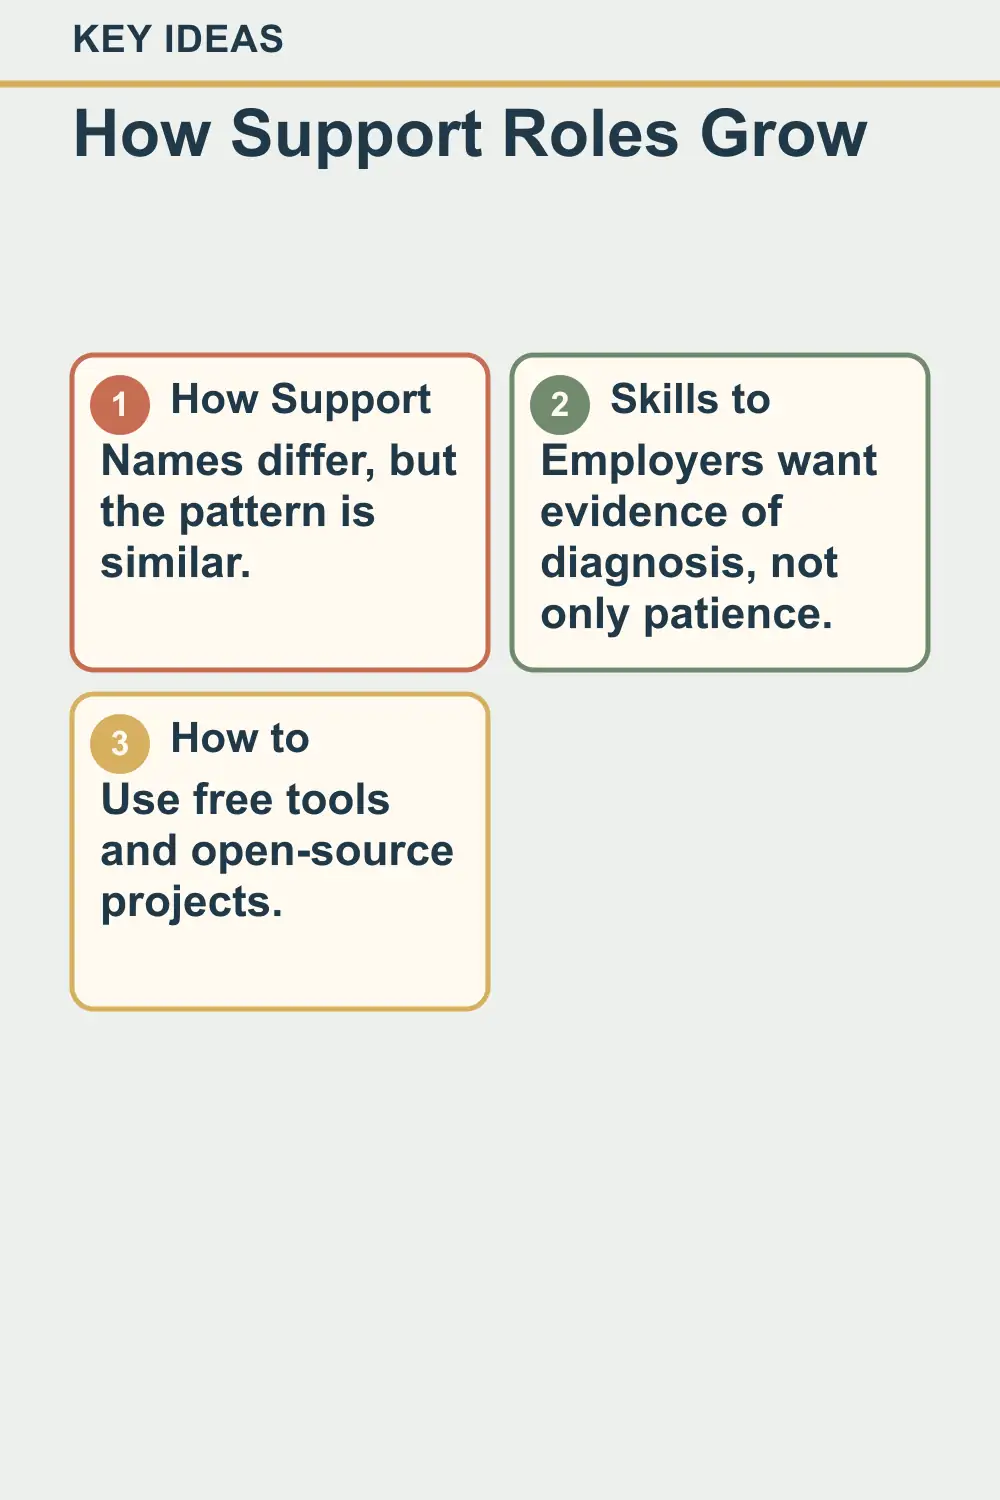 KEY IDEAS
How Support Roles Grow
1 How Support
Names differ, but
the pattern is
similar.
2 Skills to
Employers want
evidence of
diagnosis, not
only patience.
3 How to
Use free tools
and open-source
projects.